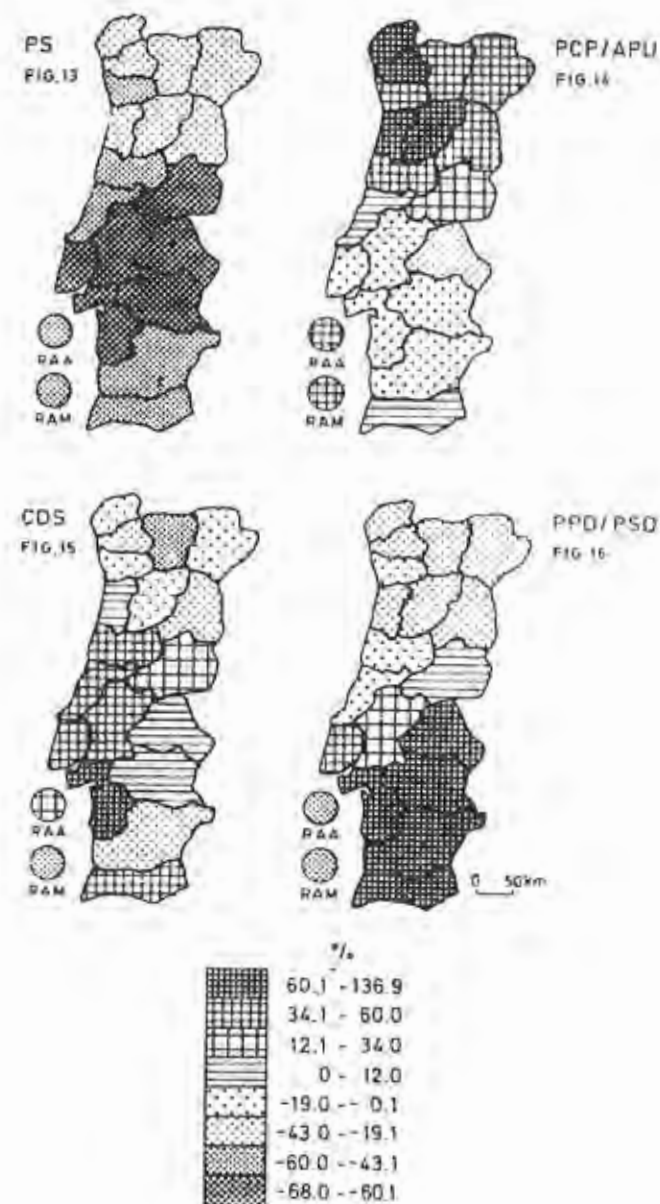 PS
FIG.13
RAA
RAM
PCP/APU
FIG.14
RAA
RAM
CDS
FIG.15
RAA
RAM
PPD/PSD
FIG 16
RAA
RAM
0 50km
%
60.1 - 136.9
34.1 - 60.0
12.1 - 34.0
0 - 12.0
-19.0 - - 0.1
-43.0 - -19.1
-60.0 - -43.1
-68.0 - -60.1